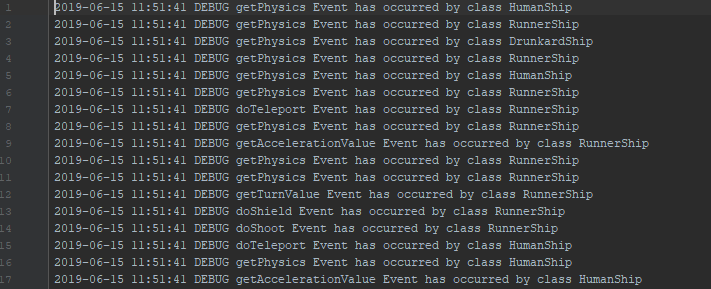 1 2019-06-15 11:51:41 DEBUG getPhysics Event has occurred by class HumanShip
2 2019-06-15 11:51:41 DEBUG getPhysics Event has occurred by class RunnerShip
3 2019-06-15 11:51:41 DEBUG getPhysics Event has occurred by class DrunkardShip
4 2019-06-15 11:51:41 DEBUG getPhysics Event has occurred by class RunnerShip
5 2019-06-15 11:51:41 DEBUG getPhysics Event has occurred by class HumanShip
6 2019-06-15 11:51:41 DEBUG getPhysics Event has occurred by class RunnerShip
7 2019-06-15 11:51:41 DEBUG doTeleport Event has occurred by class RunnerShip
8 2019-06-15 11:51:41 DEBUG getPhysics Event has occurred by class RunnerShip
9 2019-06-15 11:51:41 DEBUG getAccelerationValue Event has occurred by class RunnerShip
10 2019-06-15 11:51:41 DEBUG getPhysics Event has occurred by class RunnerShip
11 2019-06-15 11:51:41 DEBUG getPhysics Event has occurred by class RunnerShip
12 2019-06-15 11:51:41 DEBUG getTurnValue Event has occurred by class RunnerShip
13 2019-06-15 11:51:41 DEBUG doShield Event has occurred by class RunnerShip
14 2019-06-15 11:51:41 DEBUG doShoot Event has occurred by class RunnerShip
15 2019-06-15 11:51:41 DEBUG doTeleport Event has occurred by class HumanShip
16 2019-06-15 11:51:41 DEBUG getPhysics Event has occurred by class HumanShip
17 2019-06-15 11:51:41 DEBUG getAccelerationValue Event has occurred by class HumanShip